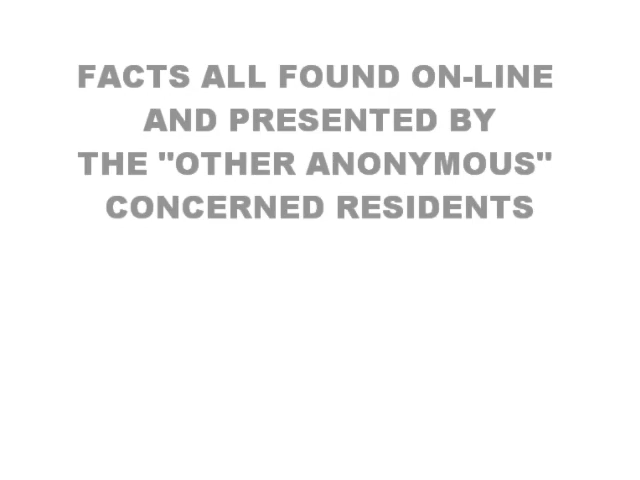 FACTS ALL FOUND ON-LINE
AND PRESENTED BY
THE "OTHER ANONYMOUS"
CONCERNED RESIDENTS